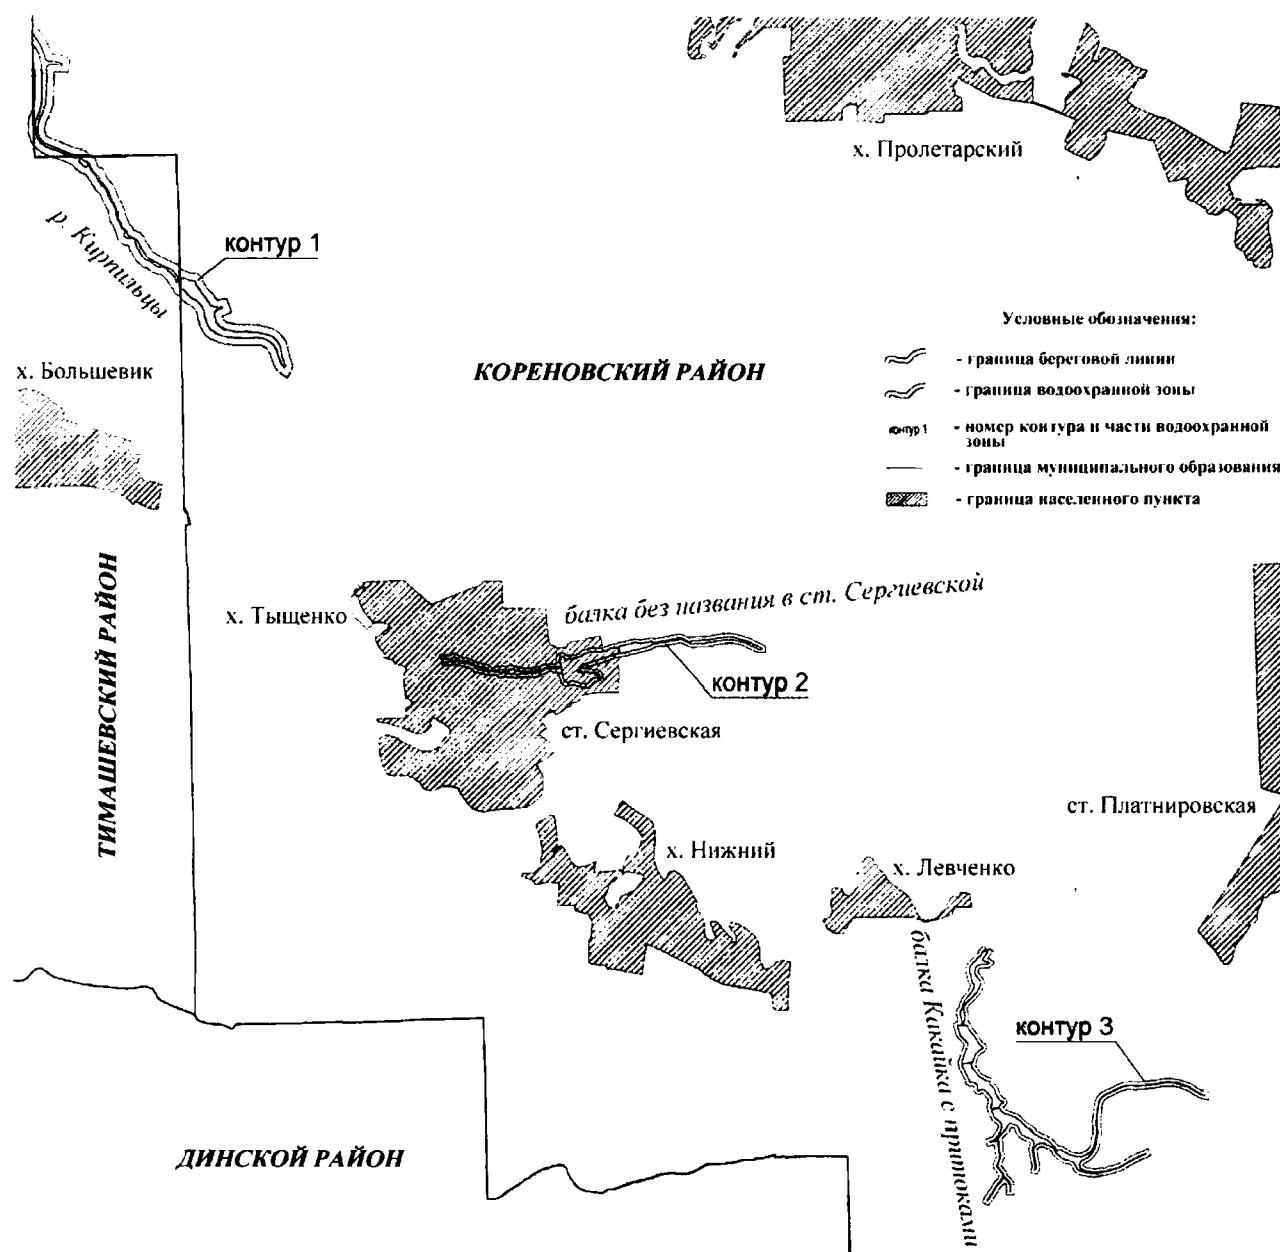 х. Пролетарский
р. Кирпильцы
контур 1
Условные обозначения:
- граница береговой линии
- граница водоохранной зоны
контур 1 - номер контура и части водоохранной
зоны
- граница муниципального образования
- граница населенного пункта
х. Большевик
КОРЕНОВСКИЙ РАЙОН
ТИМАШЕВСКИЙ РАЙОН
х. Тыщенко
балка без названия в ст. Сергиевской
контур 2
ст. Сергиевская
ст. Платнировская
х. Нижний
х. Левченко
балка Какайка с притоками
контур 3
ДИНСКОЙ РАЙОН